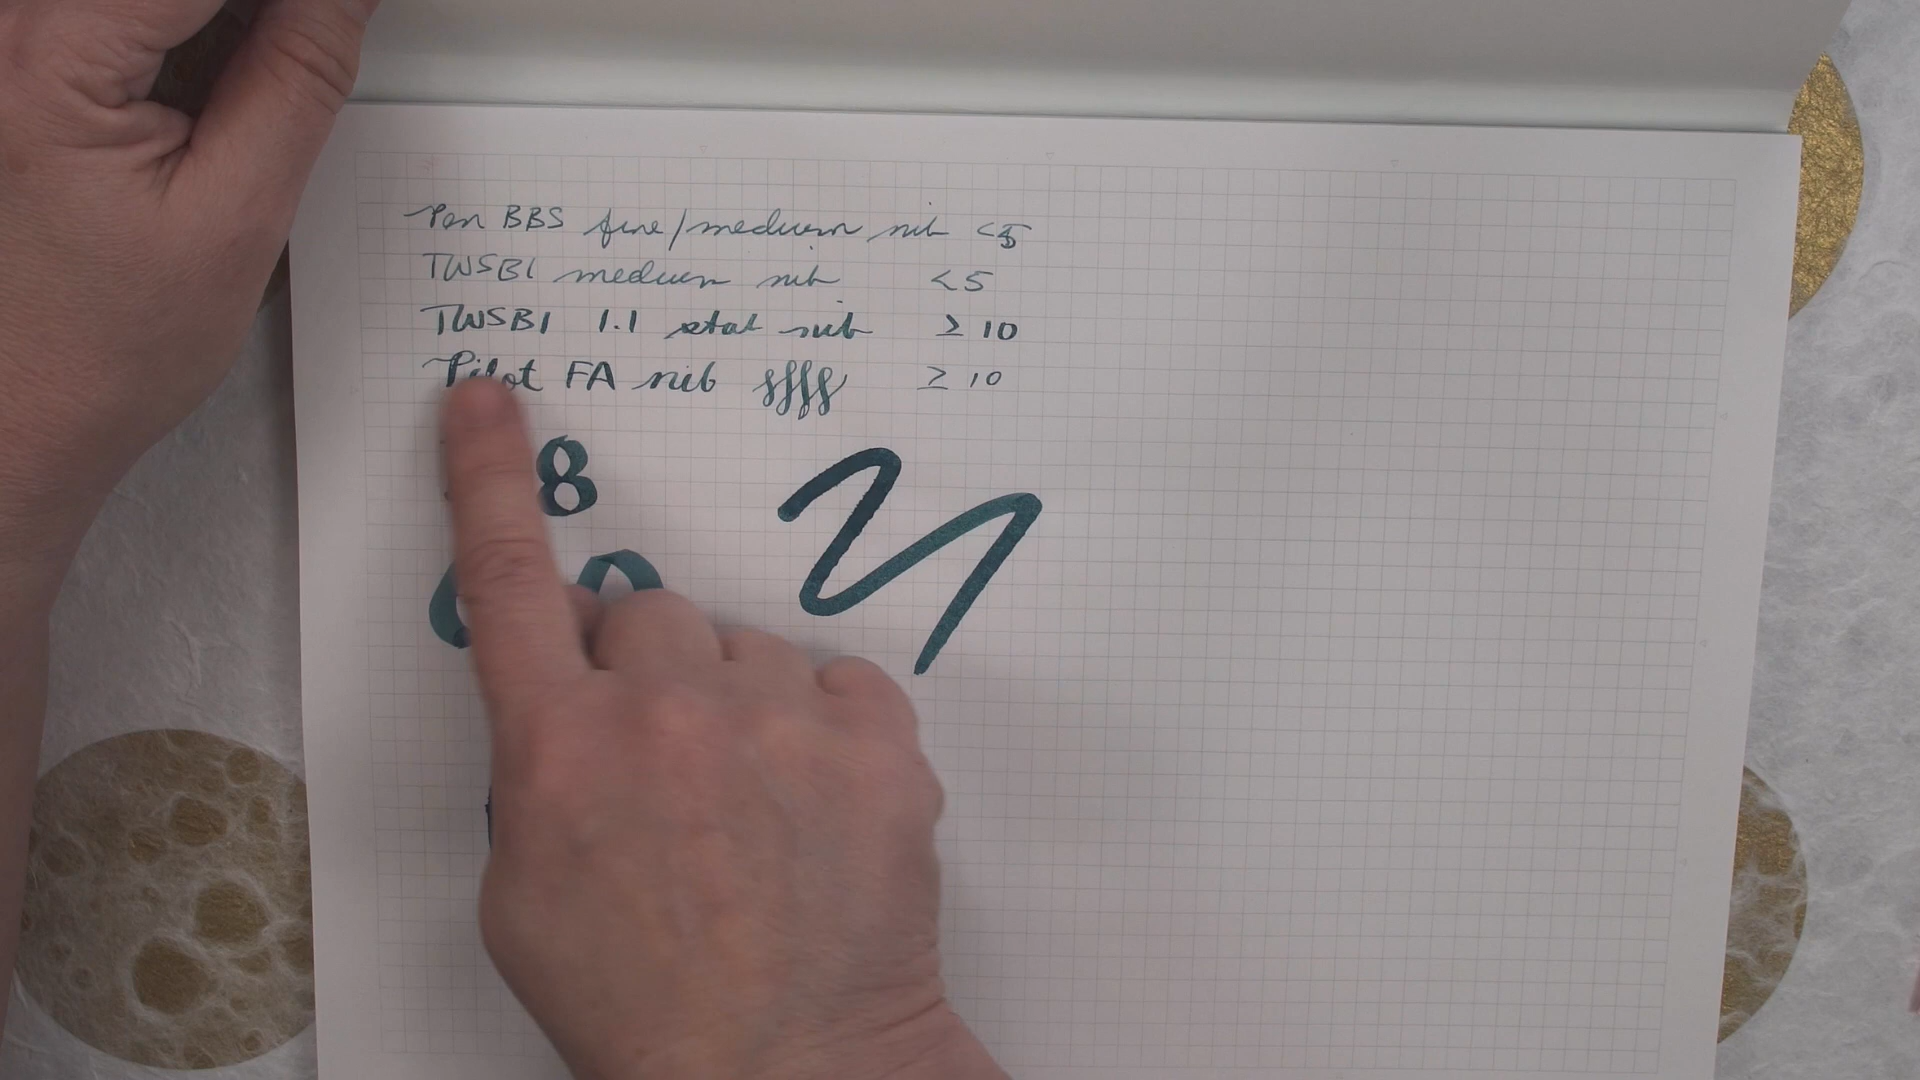 Pen BBS fine/medium nib <5
TWSBI medium nib <5
TWSBI 1.1 stub nib ≥ 10
Pilot FA nib ffff ≥ 10
8